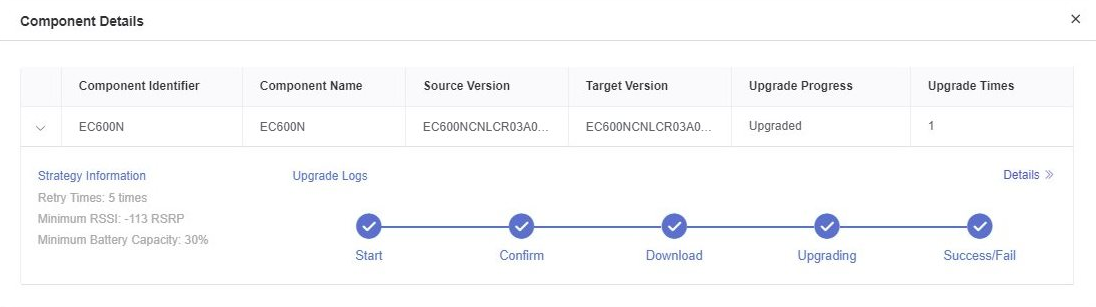 Component Details
Component Identifier Component Name Source Version Target Version Upgrade Progress Upgrade Times
EC600N EC600N EC600NCNLCR03A0... EC600NCNLCR03A0... Upgraded 1
Strategy Information Upgrade Logs Details
Retry Times: 5 times
Minimum RSSI: -113 RSRP
Minimum Battery Capacity: 30%
Start Confirm Download Upgrading Success/Fail